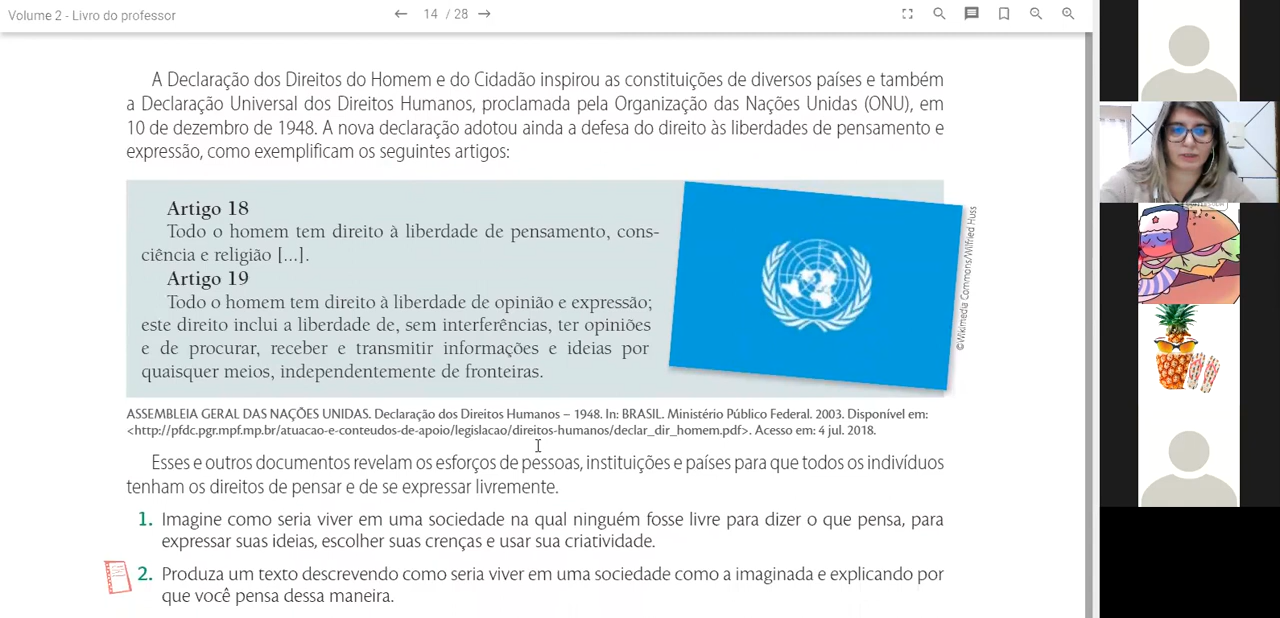 Volume 2 - Livro do professor
14 / 28
A Declaração dos Direitos do Homem e do Cidadão inspirou as constituições de diversos países e também
a Declaração Universal dos Direitos Humanos, proclamada pela Organização das Nações Unidas (ONU), em
10 de dezembro de 1948. A nova declaração adotou ainda a defesa do direito às liberdades de pensamento e
expressão, como exemplificam os seguintes artigos:
Artigo 18
Todo o homem tem direito à liberdade de pensamento, cons-
ciência e religião [...].
Artigo 19
Todo o homem tem direito à liberdade de opinião e expressão;
este direito inclui a liberdade de, sem interferências, ter opiniões
e de procurar, receber e transmitir informações e ideias por
quaisquer meios, independentemente de fronteiras.
©Wikimedia Commons/Wilfried Huss
ASSEMBLEIA GERAL DAS NAÇÕES UNIDAS. Declaração dos Direitos Humanos – 1948. In: BRASIL. Ministério Público Federal. 2003. Disponível em:
<http://pfdc.pgr.mpf.mp.br/atuacao-e-conteudos-de-apoio/legislacao/direitos-humanos/declar_dir_homem.pdf>. Acesso em: 4 jul. 2018.
Esses e outros documentos revelam os esforços de pessoas, instituições e países para que todos os indivíduos
tenham os direitos de pensar e de se expressar livremente.
1. Imagine como seria viver em uma sociedade na qual ninguém fosse livre para dizer o que pensa, para
expressar suas ideias, escolher suas crenças e usar sua criatividade.
2. Produza um texto descrevendo como seria viver em uma sociedade como a imaginada e explicando por
que você pensa dessa maneira.